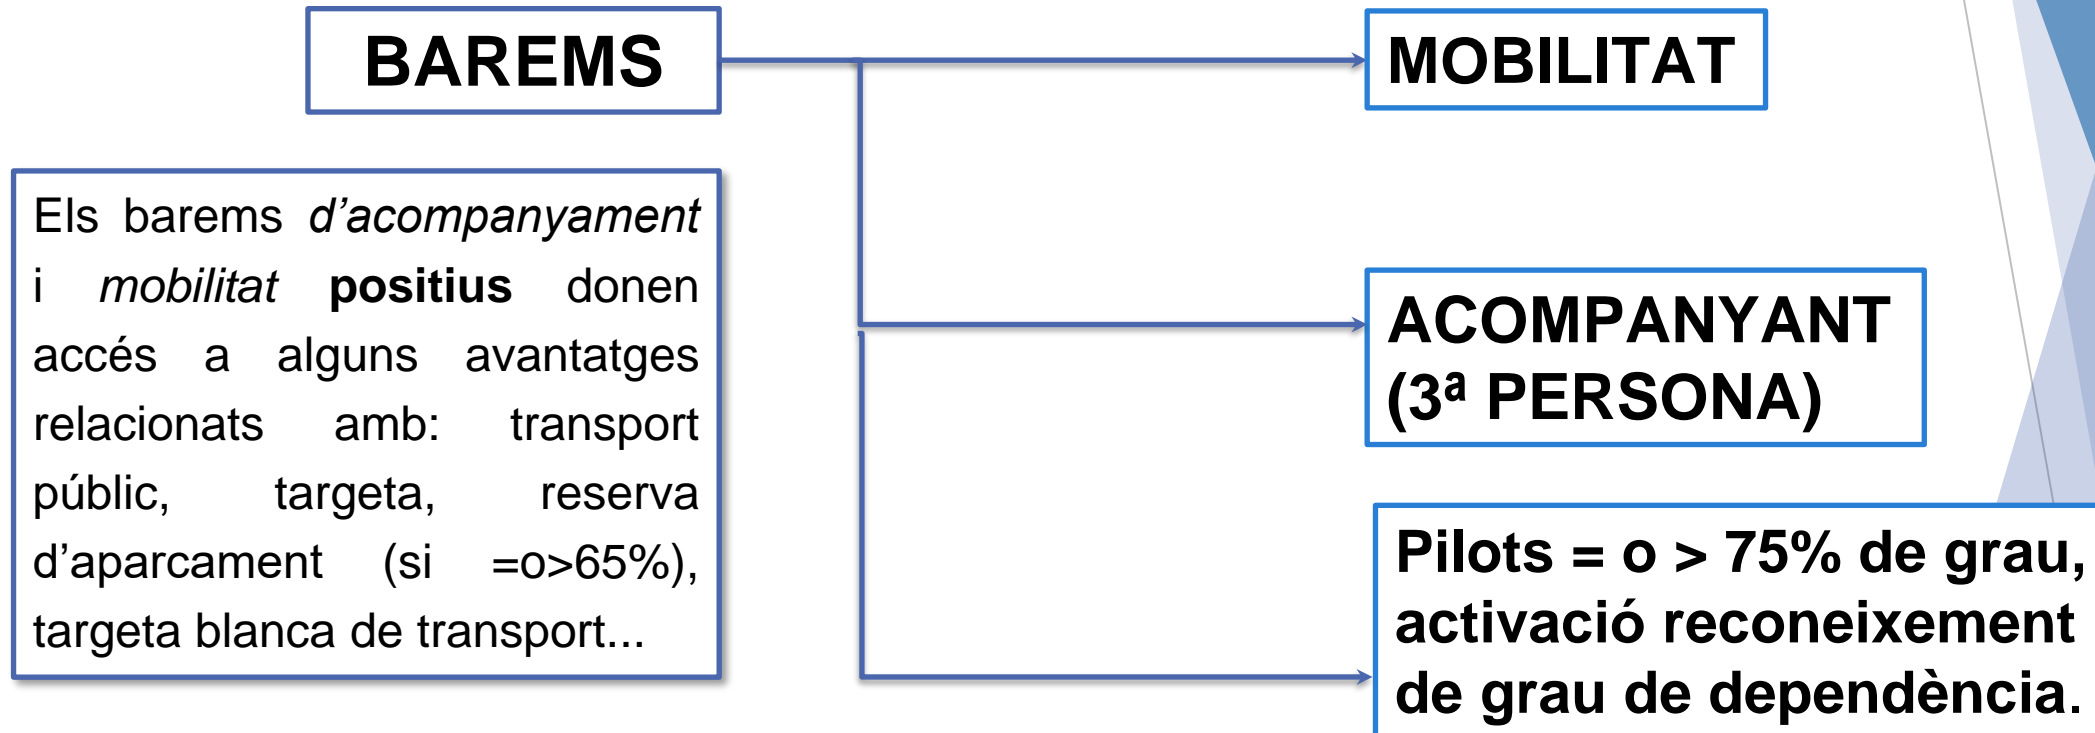 BAREMS
MOBILITAT
Els barems d’acompanyament
i mobilitat positius donen
accés a alguns avantatges
relacionats amb: transport
públic, targeta, reserva
d’aparcament (si =o>65%),
targeta blanca de transport...
ACOMPANYANT
(3ª PERSONA)
Pilots = o > 75% de grau,
activació reconeixement
de grau de dependència.